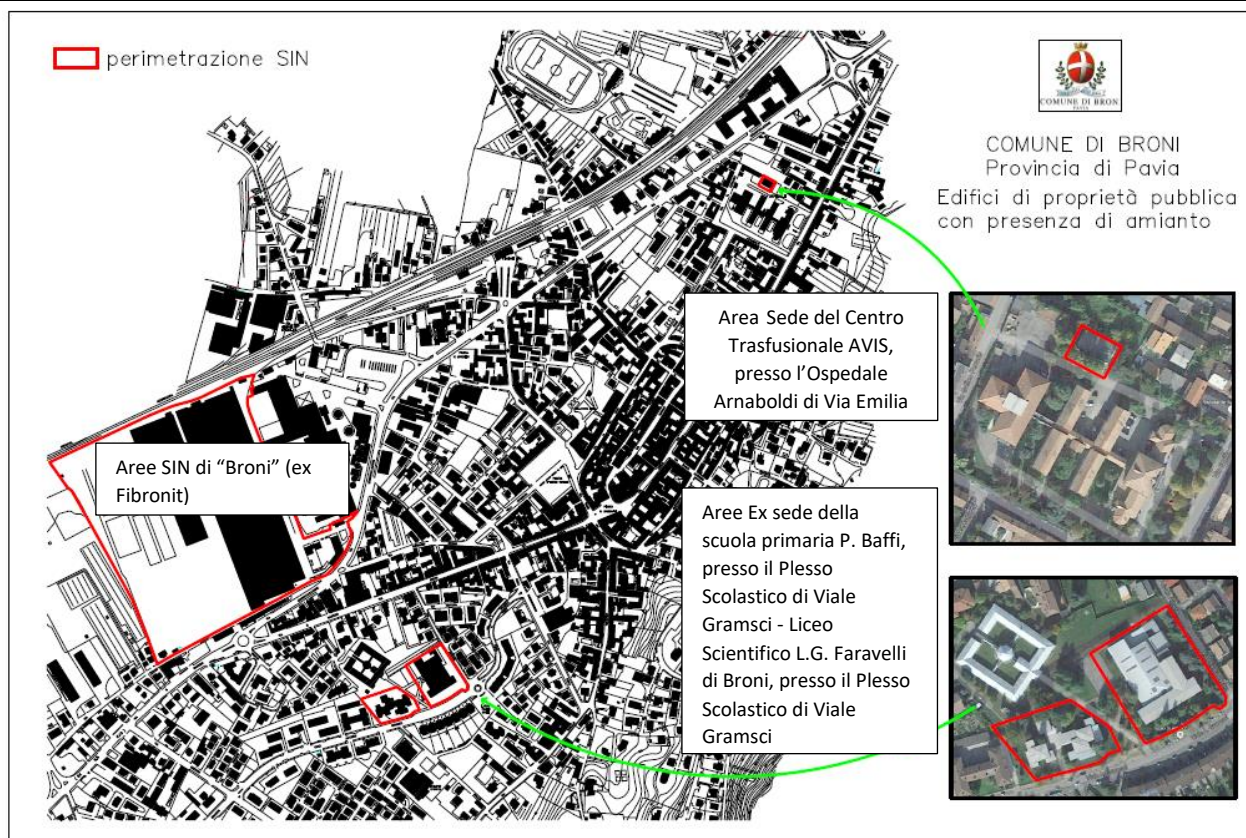 perimetrazione SIN
COMUNE DI BRONI
PAVIA
COMUNE DI BRONI
Provincia di Pavia
Edifici di proprietà pubblica
con presenza di amianto
Area Sede del Centro
Trasfusionale AVIS,
presso l’Ospedale
Arnaboldi di Via Emilia
Aree SIN di “Broni” (ex
Fibronit)
Aree Ex sede della
scuola primaria P. Baffi,
presso il Plesso
Scolastico di Viale
Gramsci - Liceo
Scientifico L.G. Faravelli
di Broni, presso il Plesso
Scolastico di Viale
Gramsci